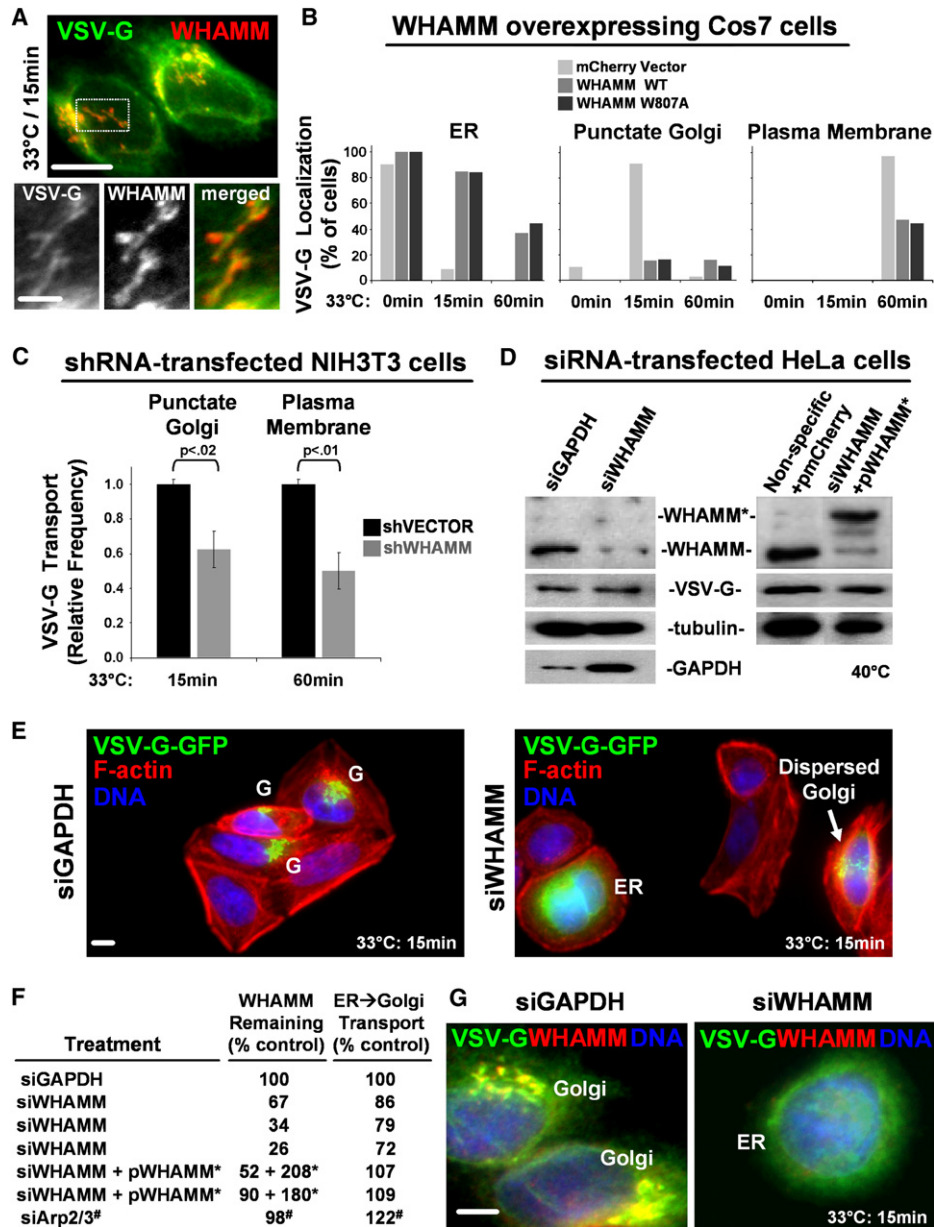 A
VSV-G WHAMM
33°C / 15min
VSV-G WHAMM merged
B
WHAMM overexpressing Cos7 cells
mCherry Vector
WHAMM WT
WHAMM W807A
ER
Punctate Golgi
Plasma Membrane
VSV-G Localization
(% of cells)
100
80
60
40
20
0
33°C: 0min 15min 60min 0min 15min 60min 0min 15min 60min
C
shRNA-transfected NIH3T3 cells
Punctate
Golgi
Plasma
Membrane
p<.02
p<.01
VSV-G Transport
(Relative Frequency)
1.0
0.8
0.6
0.4
0.2
0.0
shVECTOR
shWHAMM
33°C: 15min 60min
D
siRNA-transfected HeLa cells
siGAPDH
siWHAMM
Non-specific
+pmCherry
siWHAMM
+pWHAMM*
-WHAMM*-
-WHAMM-
-VSV-G-
-tubulin-
-GAPDH
40°C
E
siGAPDH
VSV-G-GFP
F-actin
DNA
G
G
G
33°C: 15min
siWHAMM
VSV-G-GFP
F-actin
DNA
Dispersed
Golgi
ER
33°C: 15min
F
Treatment
WHAMM
Remaining
(% control)
ER→Golgi
Transport
(% control)
siGAPDH 100 100
siWHAMM 67 86
siWHAMM 34 79
siWHAMM 26 72
siWHAMM + pWHAMM* 52 + 208* 107
siWHAMM + pWHAMM* 90 + 180* 109
siArp2/3# 98# 122#
G
siGAPDH
VSV-G WHAMM DNA
Golgi
Golgi
siWHAMM
VSV-G WHAMM DNA
ER
33°C: 15min